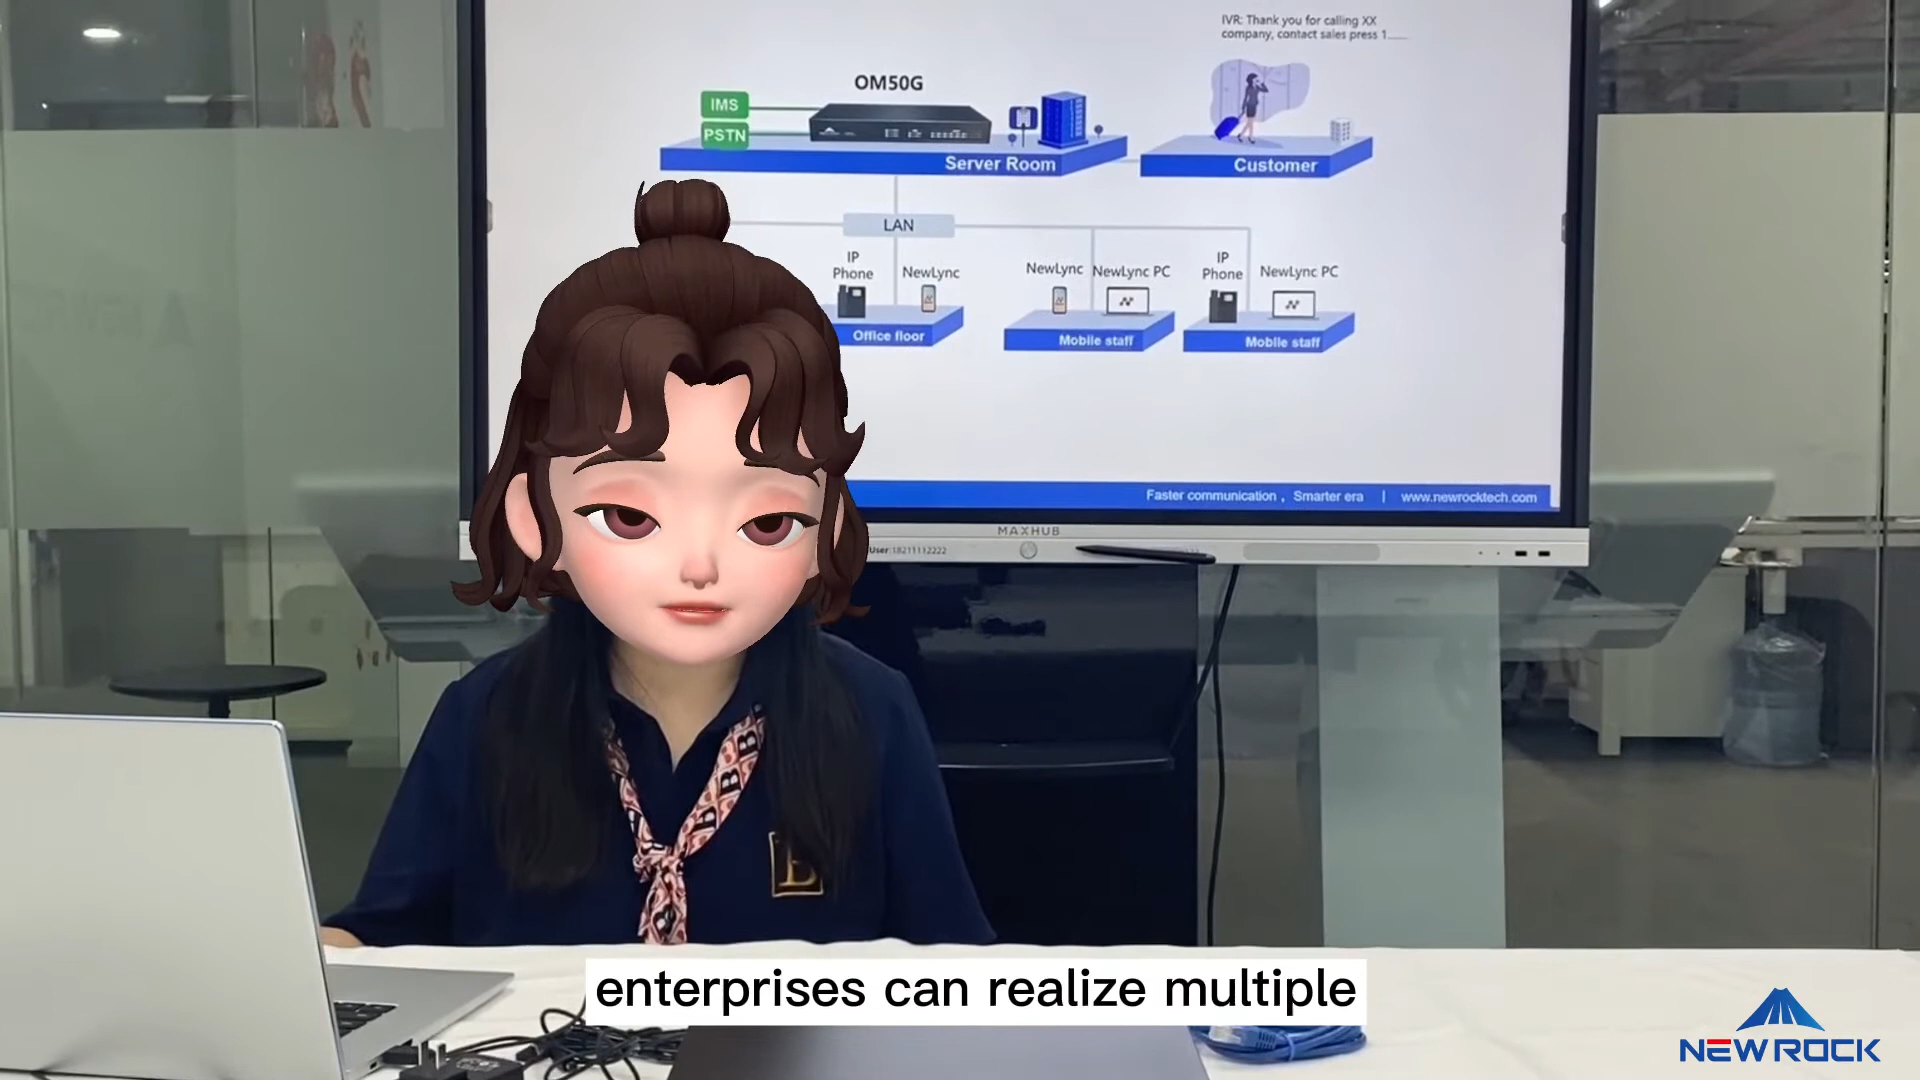 IVR: Thank you for calling XX
company, contact sales press 1
OM50G
IMS
PSTN
Server Room
Customer
LAN
IP
Phone
NewLync
NewLync
NewLync PC
IP
Phone
NewLync PC
Office floor
Mobile staff
Mobile staff
Faster communication , Smarter era | www.newrocktech.com
MAXHUB
User:18211112222
B B B
E
enterprises can realize multiple
NEWROCK